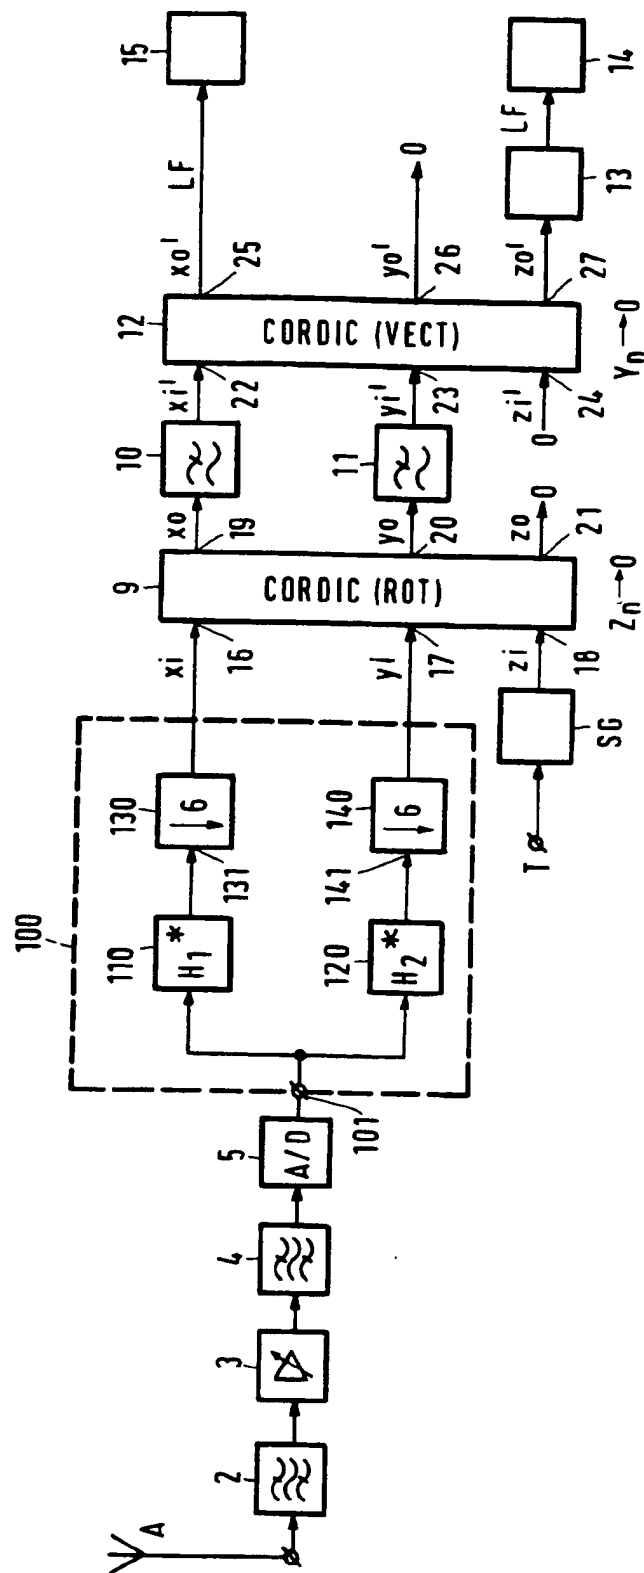 A
2
3
4
5
A/D
101
100
110
H1*
131
130
↓6
120
H2*
141
140
↓6
T
SG
xi
16
yi
17
zi
18
9
CORDIC (ROT)
Zn→0
xo
19
yo
20
zo
21
0
10
11
xi'
22
yi'
23
zi'
24
0
12
CORDIC (VECT)
Yn→0
xo'
25
yo'
26
zo'
27
LF
0
13
LF
15
14